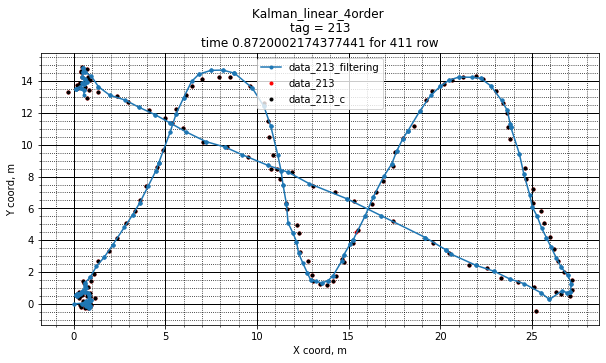 Kalman_linear_4order
tag = 213
time 0.8720002174377441 for 411 row
data_213_filtering
data_213
data_213_c
Y coord, m
14
12
10
8
6
4
2
0
0
5
10
15
20
25
X coord, m